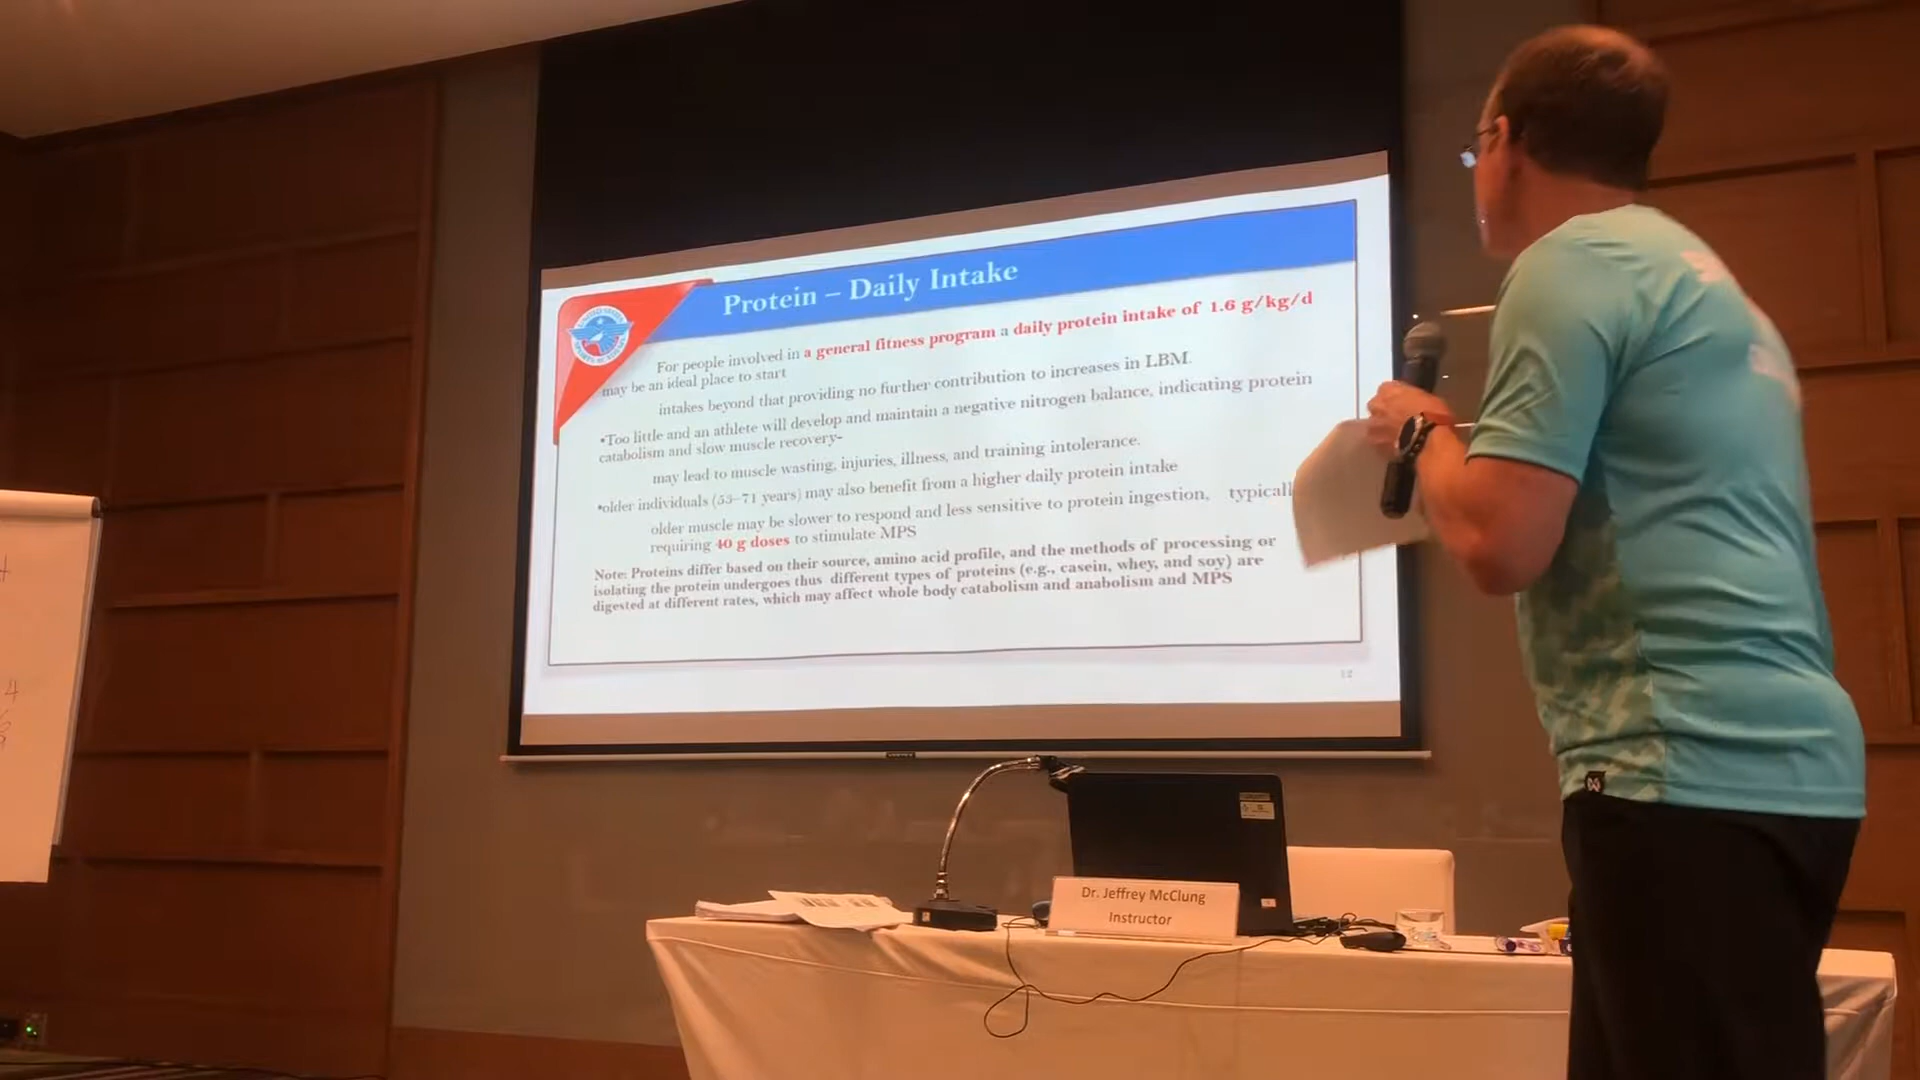 Protein – Daily Intake
For people involved in a general fitness program a daily protein intake of 1.6 g/kg/d
may be an ideal place to start
intakes beyond that providing no further contribution to increases in LBM.
•Too little and an athlete will develop and maintain a negative nitrogen balance, indicating protein
catabolism and slow muscle recovery-
may lead to muscle wasting, injuries, illness, and training intolerance.
•older individuals (53–71 years) may also benefit from a higher daily protein intake
older muscle may be slower to respond and less sensitive to protein ingestion, typicall
requiring 40 g doses to stimulate MPS
Note: Proteins differ based on their source, amino acid profile, and the methods of processing or
isolating the protein undergoes thus different types of proteins (e.g., casein, whey, and soy) are
digested at different rates, which may affect whole body catabolism and anabolism and MPS
12
Dr. Jeffrey McClung
Instructor
4